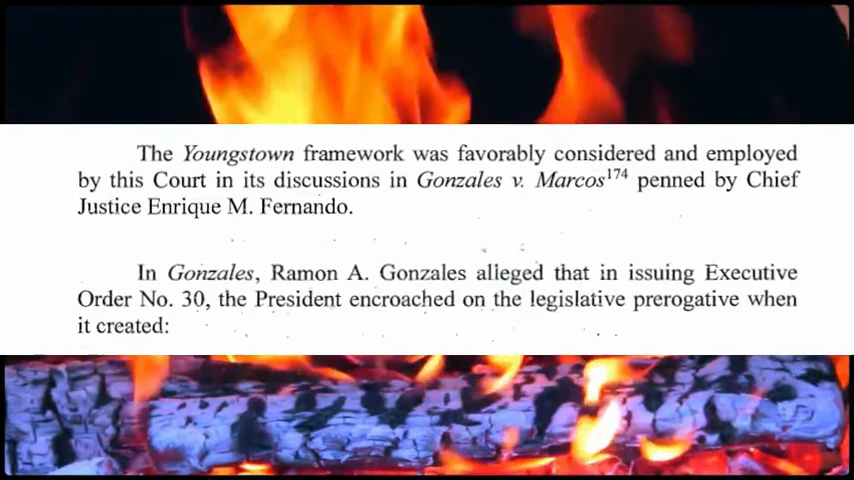 The Youngstown framework was favorably considered and employed
by this Court in its discussions in Gonzales v. Marcos174 penned by Chief
Justice Enrique M. Fernando.
In Gonzales, Ramon A. Gonzales alleged that in issuing Executive
Order No. 30, the President encroached on the legislative prerogative when
it created: